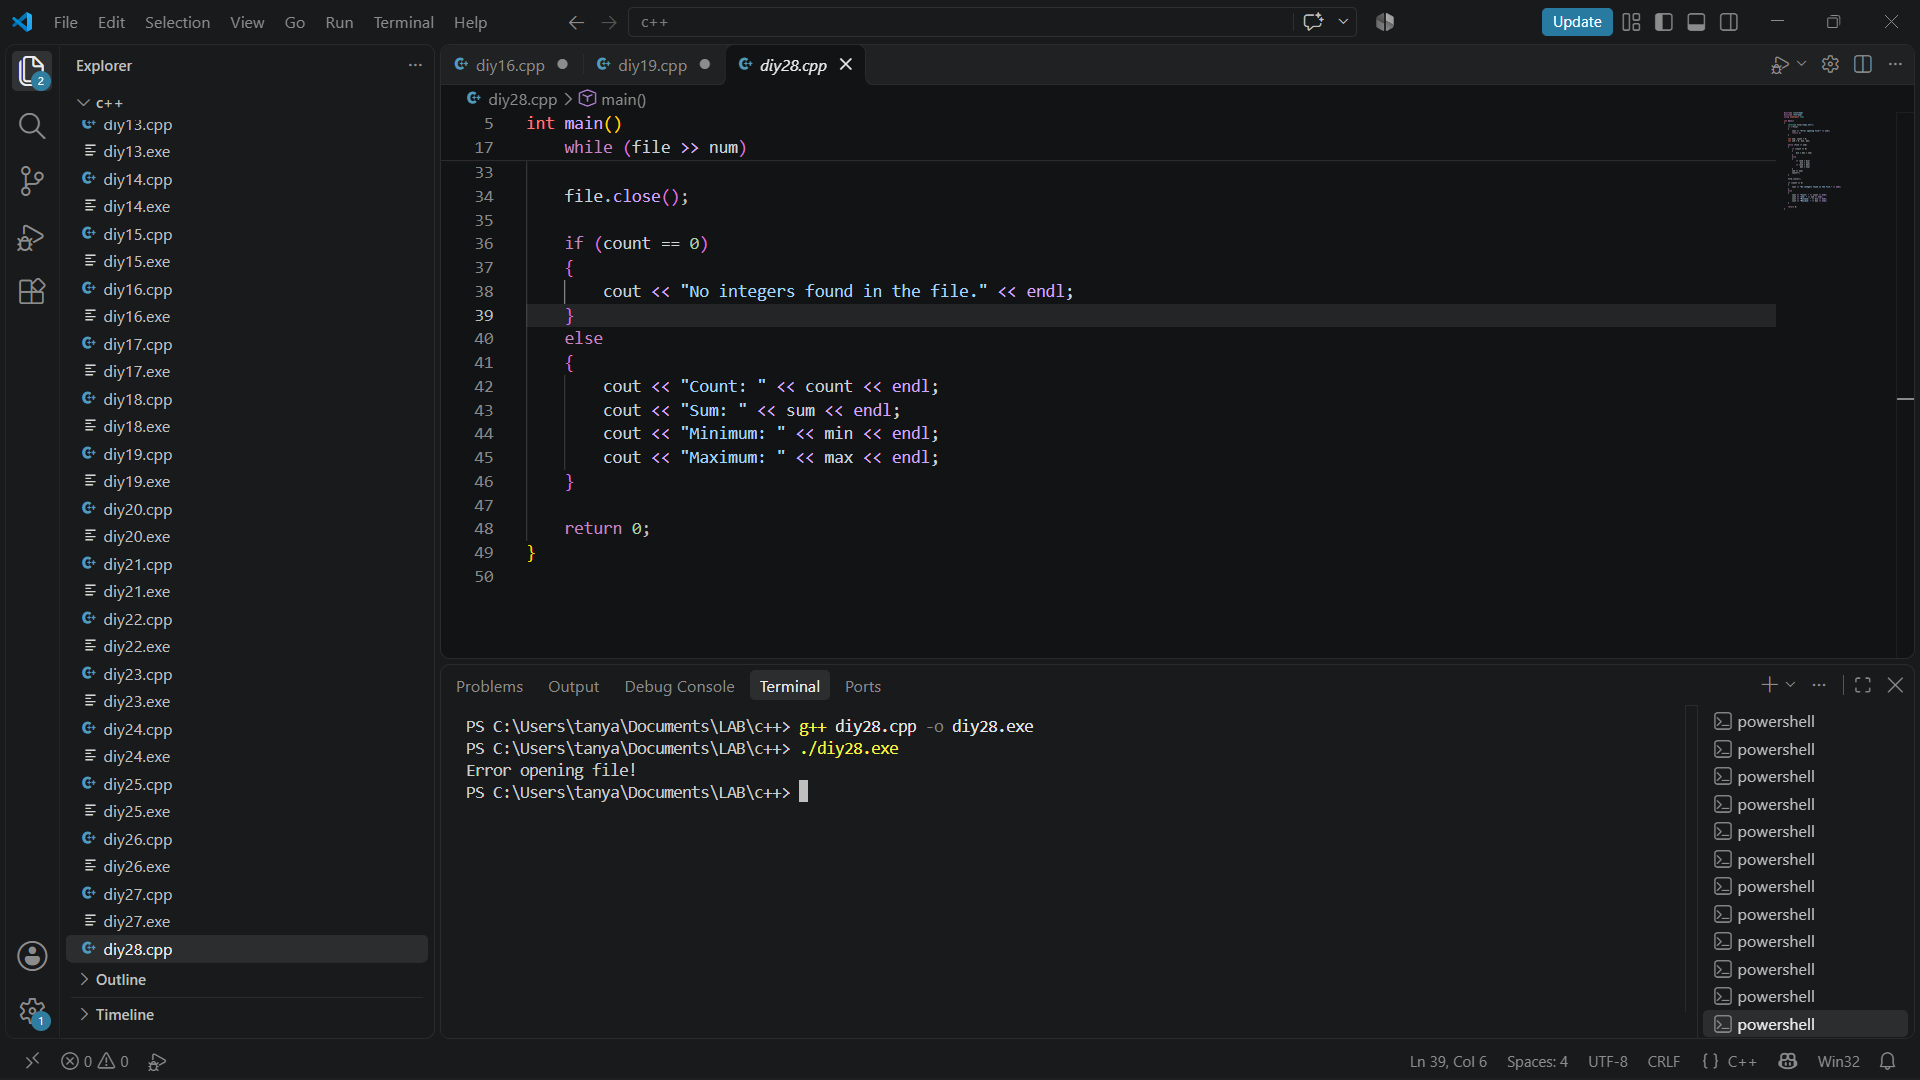 File Edit Selection View Go Run Terminal Help
c++
Update
Explorer
2
c++
diy13.cpp
diy13.exe
diy14.cpp
diy14.exe
diy15.cpp
diy15.exe
diy16.cpp
diy16.exe
diy17.cpp
diy17.exe
diy18.cpp
diy18.exe
diy19.cpp
diy19.exe
diy20.cpp
diy20.exe
diy21.cpp
diy21.exe
diy22.cpp
diy22.exe
diy23.cpp
diy23.exe
diy24.cpp
diy24.exe
diy25.cpp
diy25.exe
diy26.cpp
diy26.exe
diy27.cpp
diy27.exe
diy28.cpp
Outline
Timeline
1
diy16.cpp diy19.cpp diy28.cpp
diy28.cpp > main()
5 int main()
17 while (file >> num)
33
34 file.close();
35
36 if (count == 0)
37 {
38 cout << "No integers found in the file." << endl;
39 }
40 else
41 {
42 cout << "Count: " << count << endl;
43 cout << "Sum: " << sum << endl;
44 cout << "Minimum: " << min << endl;
45 cout << "Maximum: " << max << endl;
46 }
47
48 return 0;
49 }
50
Problems Output Debug Console Terminal Ports
PS C:\Users\tanya\Documents\LAB\c++> g++ diy28.cpp -o diy28.exe
PS C:\Users\tanya\Documents\LAB\c++> ./diy28.exe
Error opening file!
PS C:\Users\tanya\Documents\LAB\c++>
powershell
powershell
powershell
powershell
powershell
powershell
powershell
powershell
powershell
powershell
powershell
powershell
0 0
Ln 39, Col 6 Spaces: 4 UTF-8 CRLF {} C++ Win32